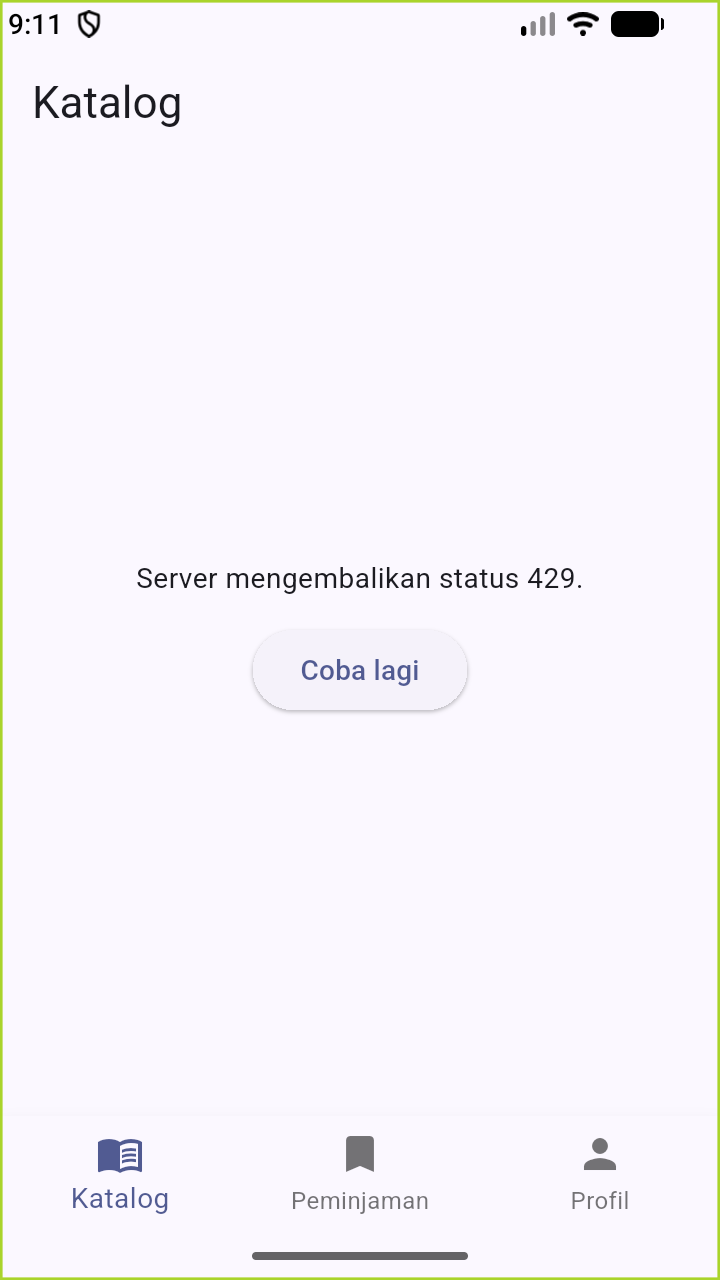 9:11
Katalog
Server mengembalikan status 429.
Coba lagi
Katalog
Peminjaman
Profil